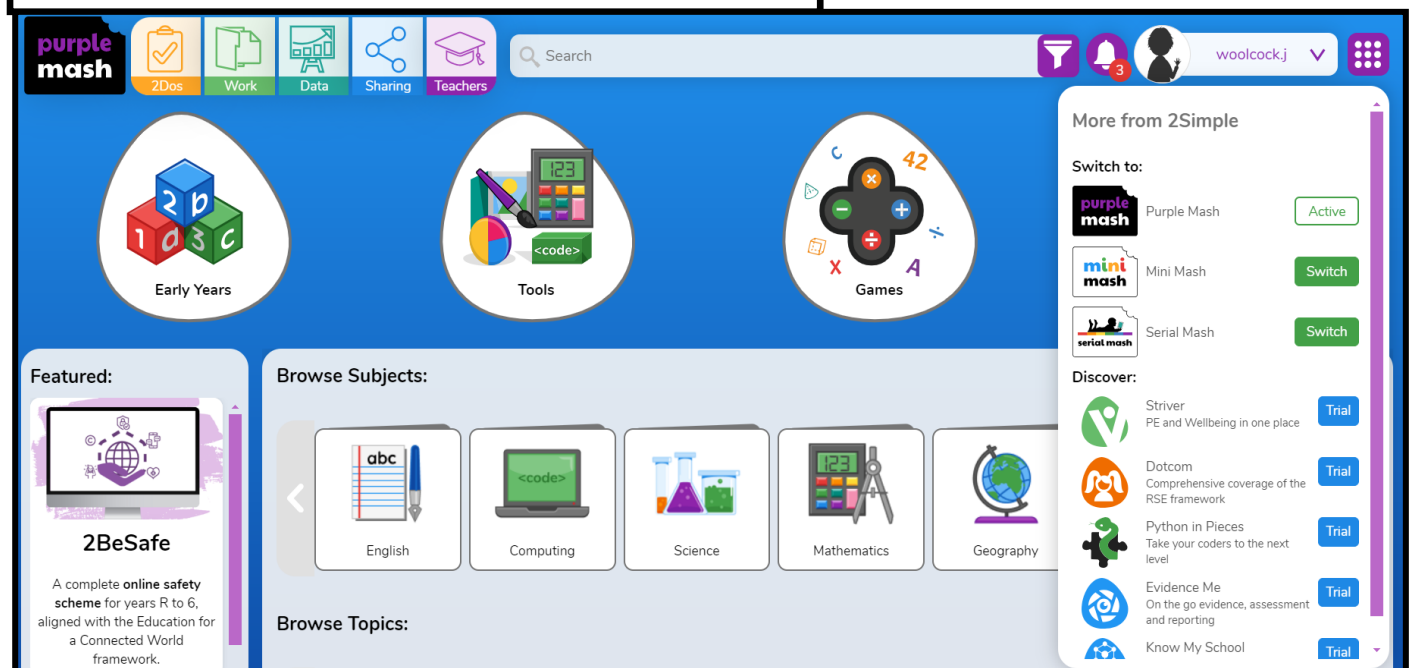 purple
mash
2Dos
Work
Data
Sharing
Teachers
Search
3
woolcock.j
2 b
1 a 3 c
Early Years
123
<code>
Tools
C
42
X
A
Games
More from 2Simple
Switch to:
purple
mash
Purple Mash
Active
mini
mash
Mini Mash
Switch
serial mash
Serial Mash
Switch
Discover:
Striver
PE and Wellbeing in one place
Trial
Dotcom
Comprehensive coverage of the
RSE framework
Trial
Python in Pieces
Take your coders to the next
level
Trial
Evidence Me
On the go evidence, assessment
and reporting
Trial
Know My School
Trial
Featured:
2BeSafe
A complete online safety
scheme for years R to 6,
aligned with the Education for
a Connected World
framework.
Browse Subjects:
abc
English
<code>
Computing
Science
123
Mathematics
Geography
Browse Topics: